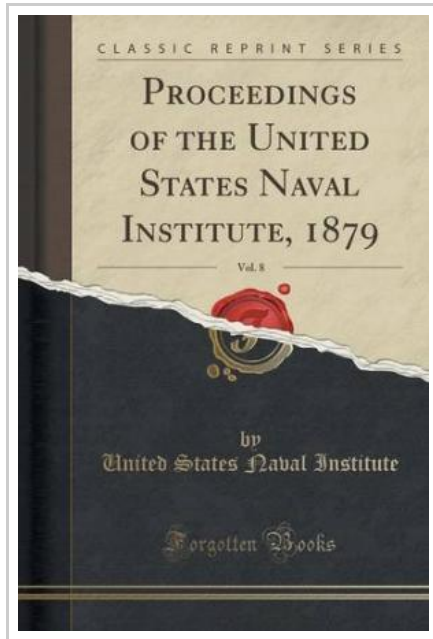 CLASSIC REPRINT SERIES
PROCEEDINGS
OF THE UNITED
STATES NAVAL
INSTITUTE, 1879
Vol. 8
F
by
United States Naval Institute
Forgotten Books